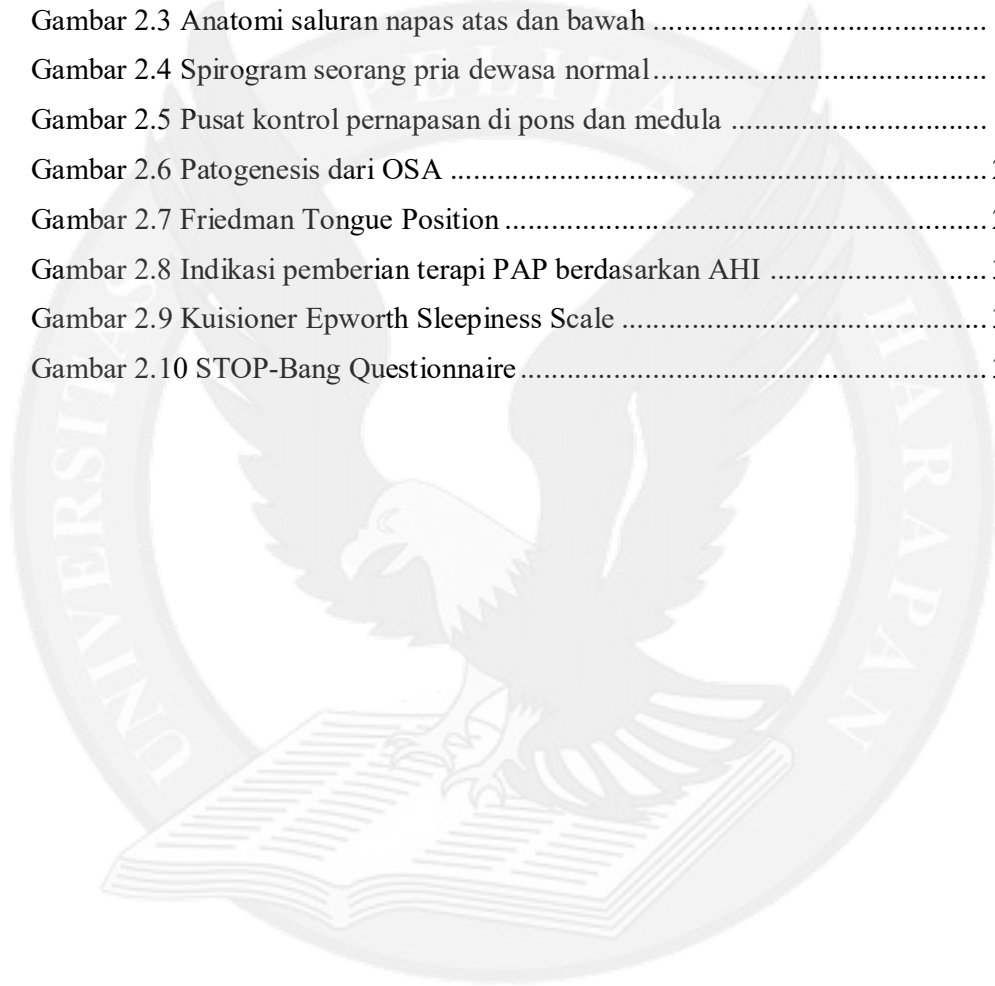 Gambar 2.3 Anatomi saluran napas atas dan bawah .....................................
Gambar 2.4 Spirogram seorang pria dewasa normal.....................................
Gambar 2.5 Pusat kontrol pernapasan di pons dan medula ............................
Gambar 2.6 Patogenesis dari OSA ...........................................................
Gambar 2.7 Friedman Tongue Position .....................................................
Gambar 2.8 Indikasi pemberian terapi PAP berdasarkan AHI ........................
Gambar 2.9 Kuisioner Epworth Sleepiness Scale ........................................
Gambar 2.10 STOP-Bang Questionnaire ...................................................
UNIVERSITAS PELITA HARAPAN